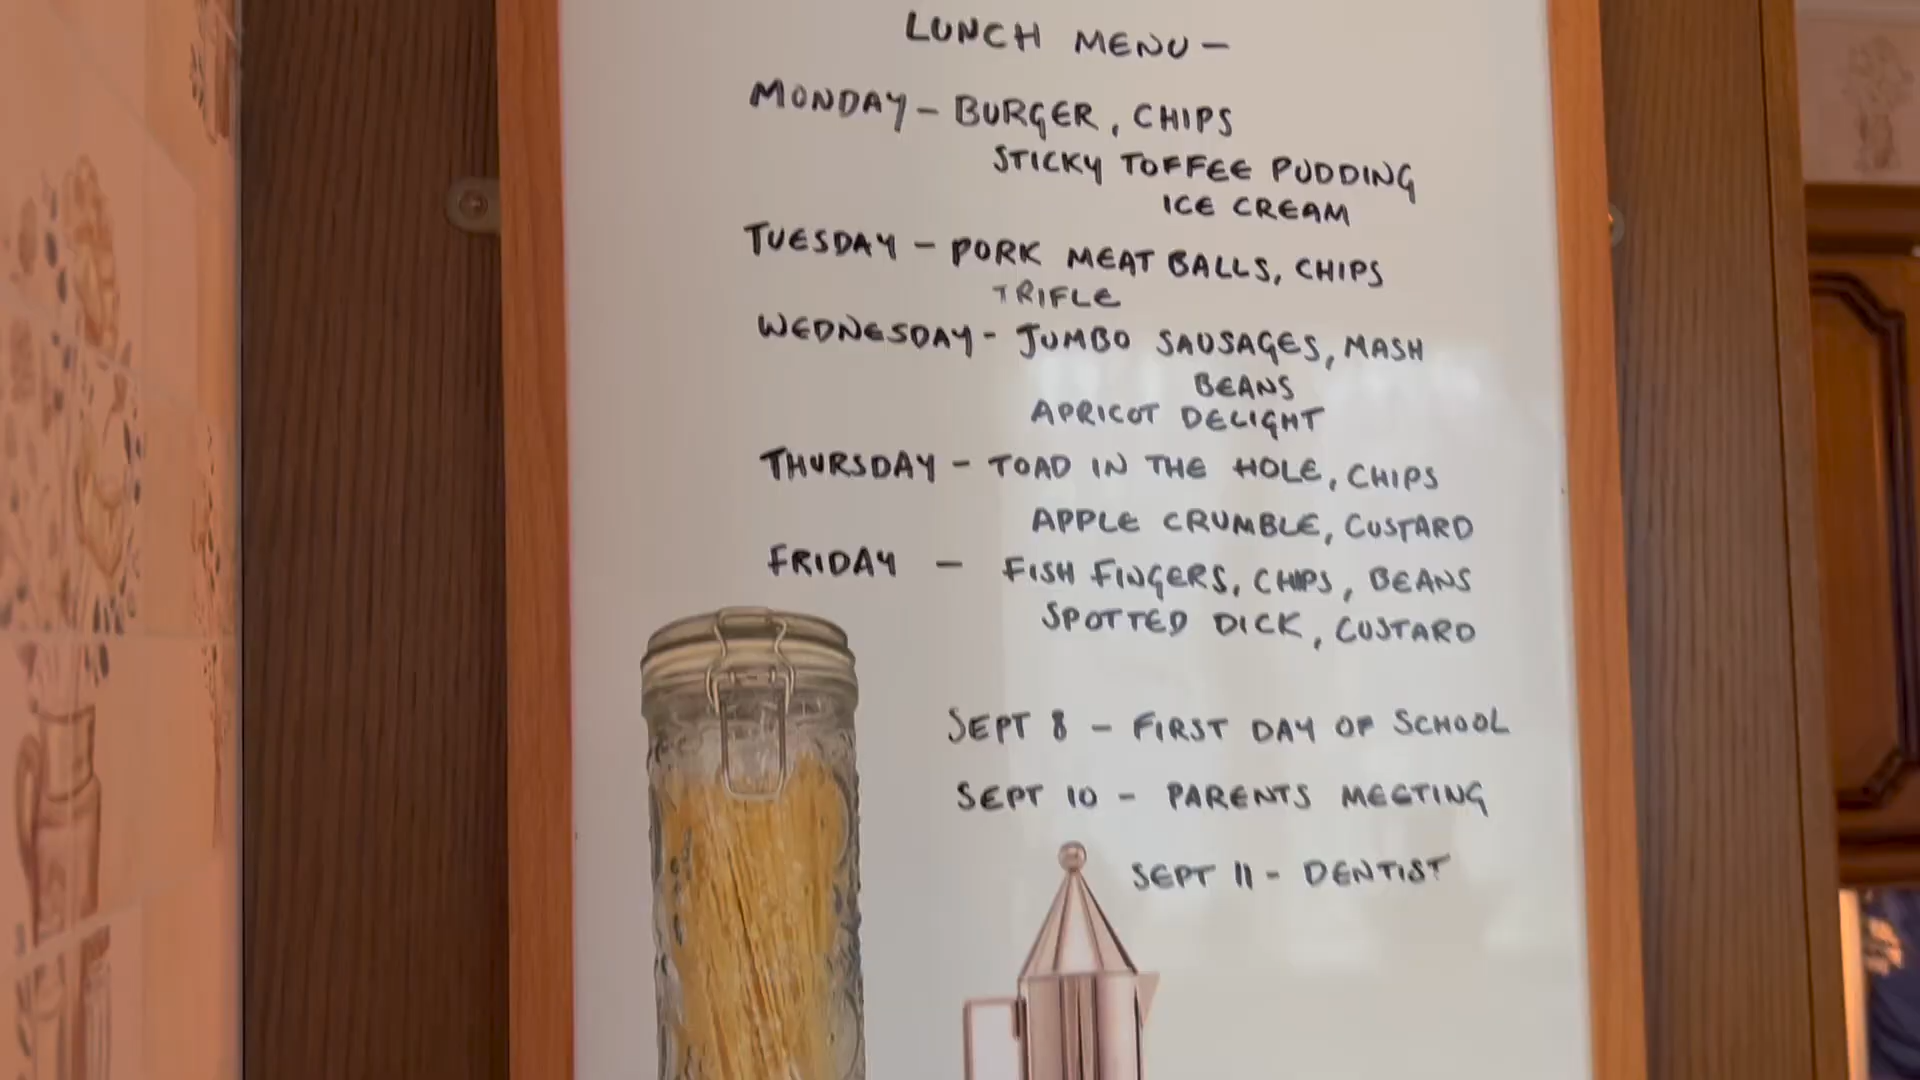 LUNCH MENU -
MONDAY - BURGER, CHIPS
STICKY TOFFEE PUDDING
ICE CREAM
TUESDAY - PORK MEAT BALLS, CHIPS
TRIFLE
WEDNESDAY - JUMBO SAUSAGES, MASH
BEANS
APRICOT DELIGHT
THURSDAY - TOAD IN THE HOLE, CHIPS
APPLE CRUMBLE, CUSTARD
FRIDAY - FISH FINGERS, CHIPS, BEANS
SPOTTED DICK, CUSTARD
SEPT 8 - FIRST DAY OF SCHOOL
SEPT 10 - PARENTS MEETING
SEPT 11 - DENTIST